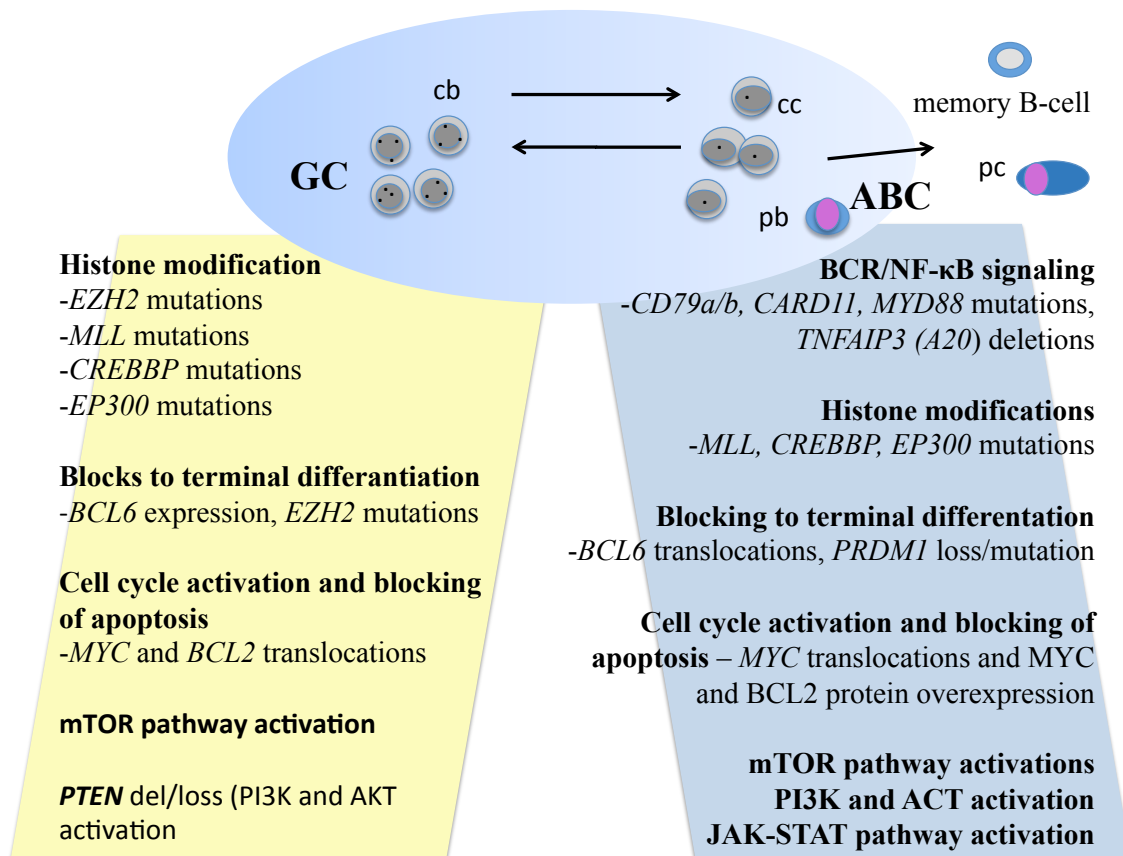 cb
cc
memory B-cell
GC
pc
pb
ABC
Histone modification
-EZH2 mutations
-MLL mutations
-CREBBP mutations
-EP300 mutations
Blocks to terminal differantiation
-BCL6 expression, EZH2 mutations
Cell cycle activation and blocking
of apoptosis
-MYC and BCL2 translocations
mTOR pathway activation
PTEN del/loss (PI3K and AKT
activation
BCR/NF-κB signaling
-CD79a/b, CARD11, MYD88 mutations,
TNFAIP3 (A20) deletions
Histone modifications
-MLL, CREBBP, EP300 mutations
Blocking to terminal differentation
-BCL6 translocations, PRDM1 loss/mutation
Cell cycle activation and blocking of
apoptosis – MYC translocations and MYC
and BCL2 protein overexpression
mTOR pathway activations
PI3K and ACT activation
JAK-STAT pathway activation